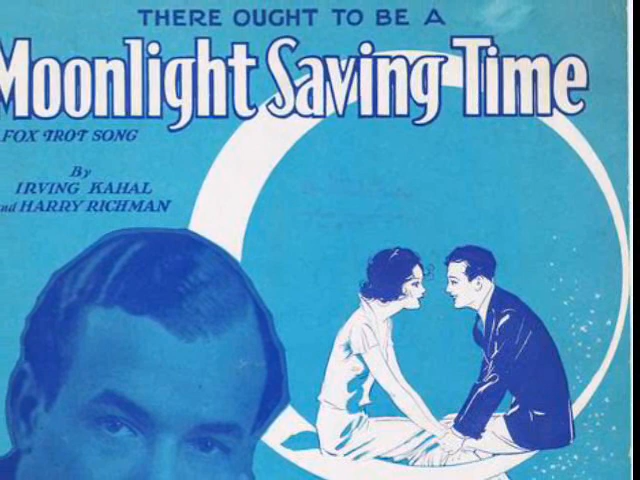 THERE OUGHT TO BE A
Moonlight Saving Time
FOX TROT SONG
By
IRVING KAHAL
and HARRY RICHMAN